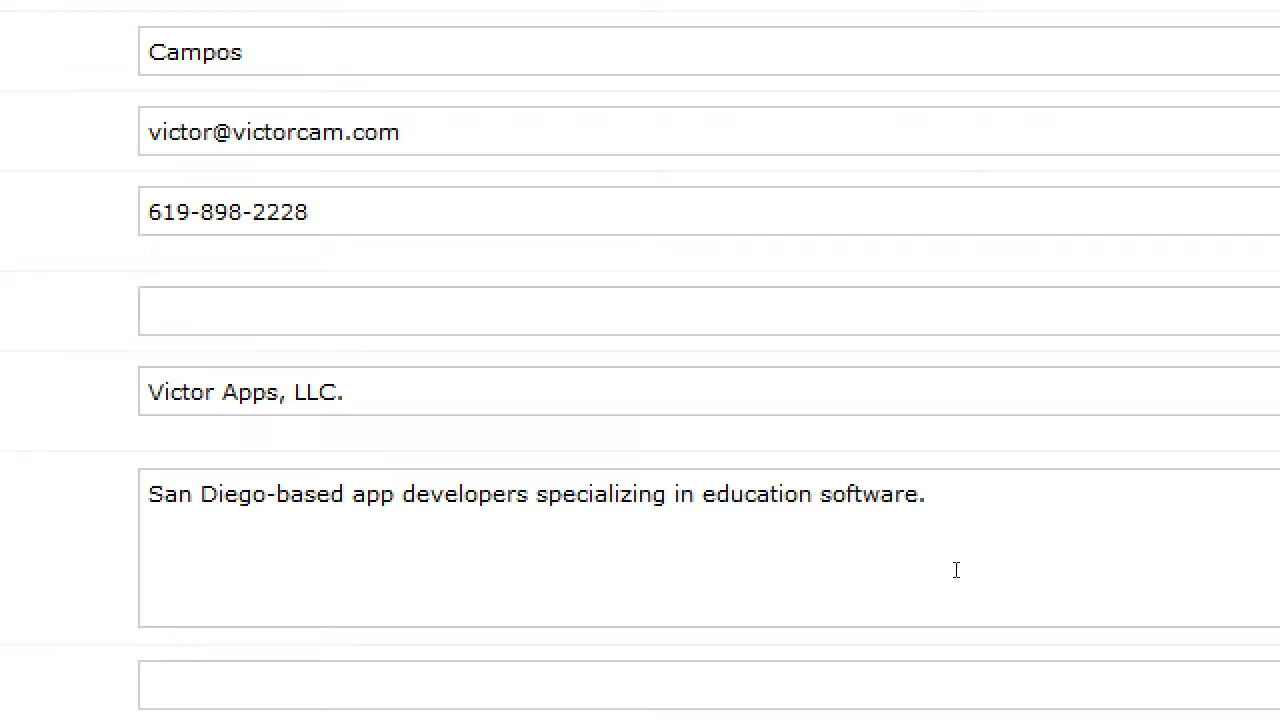 Campos
victor@victorcam.com
619-898-2228
Victor Apps, LLC.
San Diego-based app developers specializing in education software.